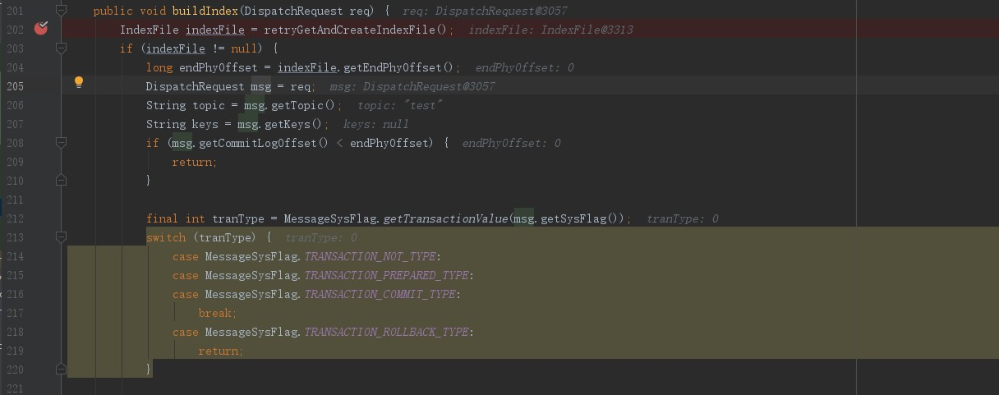 201 public void buildIndex(DispatchRequest req) { req: DispatchRequest@3057
202 IndexFile indexFile = retryGetAndCreateIndexFile(); indexFile: IndexFile@3313
203 if (indexFile != null) {
204 long endPhyOffset = indexFile.getEndPhyOffset(); endPhyOffset: 0
205 DispatchRequest msg = req; msg: DispatchRequest@3057
206 String topic = msg.getTopic(); topic: "test"
207 String keys = msg.getKeys(); keys: null
208 if (msg.getCommitLogOffset() < endPhyOffset) { endPhyOffset: 0
209 return;
210 }
211
212 final int tranType = MessageSysFlag.getTransactionValue(msg.getSysFlag()); tranType: 0
213 switch (tranType) { tranType: 0
214 case MessageSysFlag.TRANSACTION_NOT_TYPE:
215 case MessageSysFlag.TRANSACTION_PREPARED_TYPE:
216 case MessageSysFlag.TRANSACTION_COMMIT_TYPE:
217 break;
218 case MessageSysFlag.TRANSACTION_ROLLBACK_TYPE:
219 return;
220 }
221